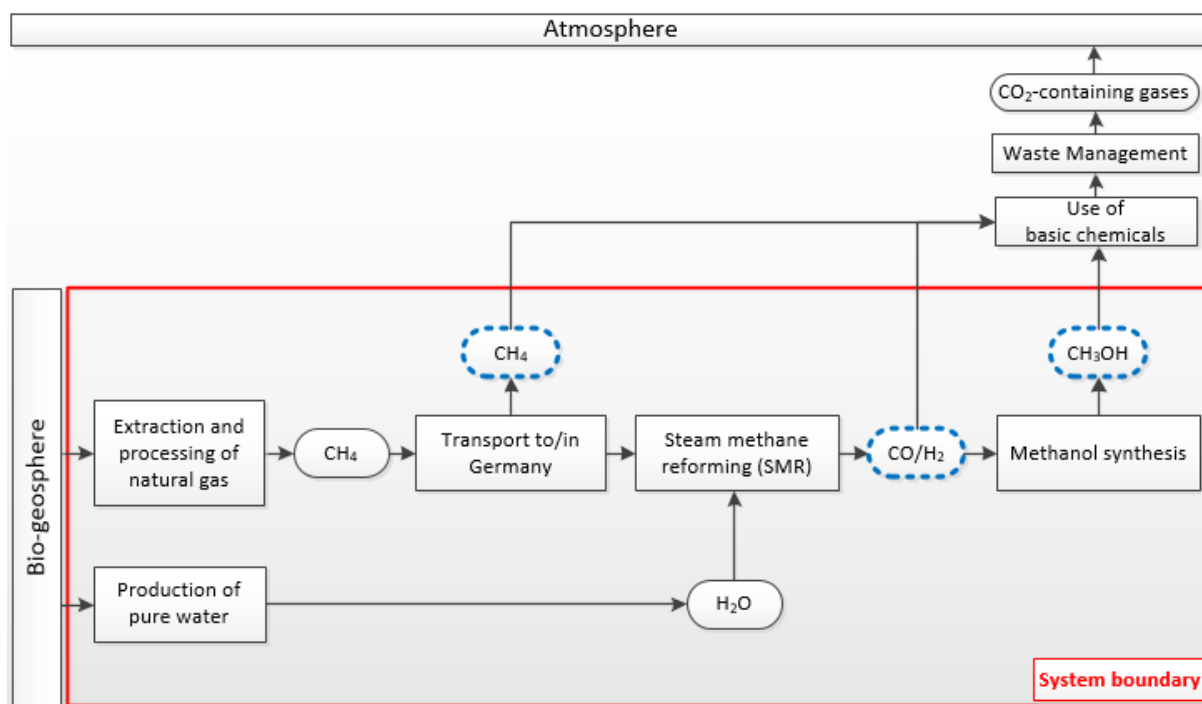 Atmosphere
CO₂-containing gases
Waste Management
Use of
basic chemicals
CH₄
CH₃OH
Bio-geosphere
Extraction and
processing of
natural gas
CH₄
Transport to/in
Germany
Steam methane
reforming (SMR)
CO/H₂
Methanol synthesis
Production of
pure water
H₂O
System boundary